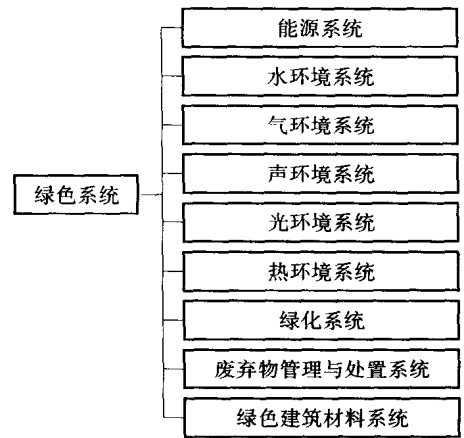 能源系统
水环境系统
气环境系统
声环境系统
绿色系统
光环境系统
热环境系统
绿化系统
废弃物管理与处置系统
绿色建筑材料系统